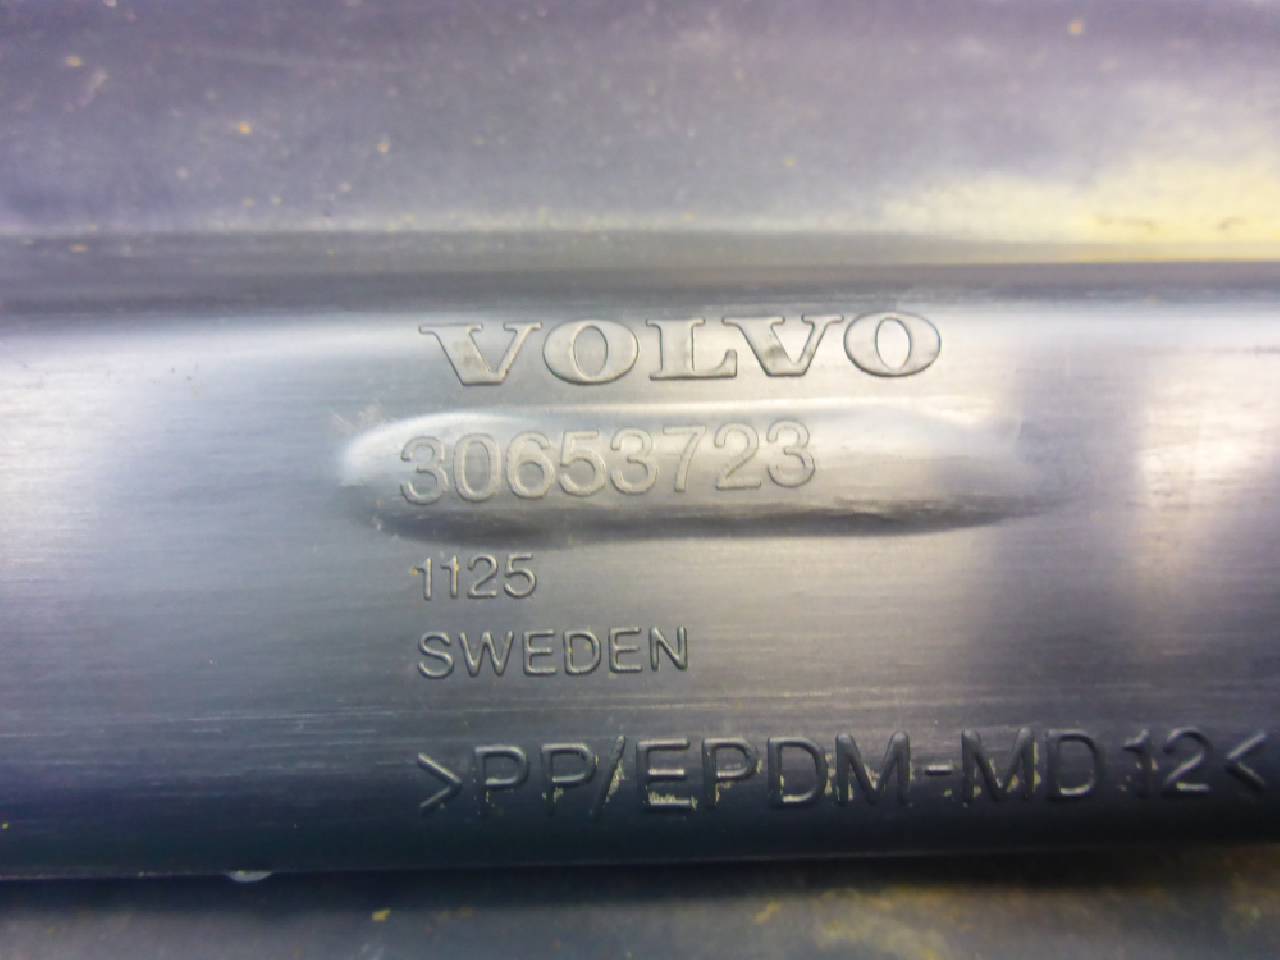 VOLVO
30653723
1125
SWEDEN
>PP/EPDM-MD12<